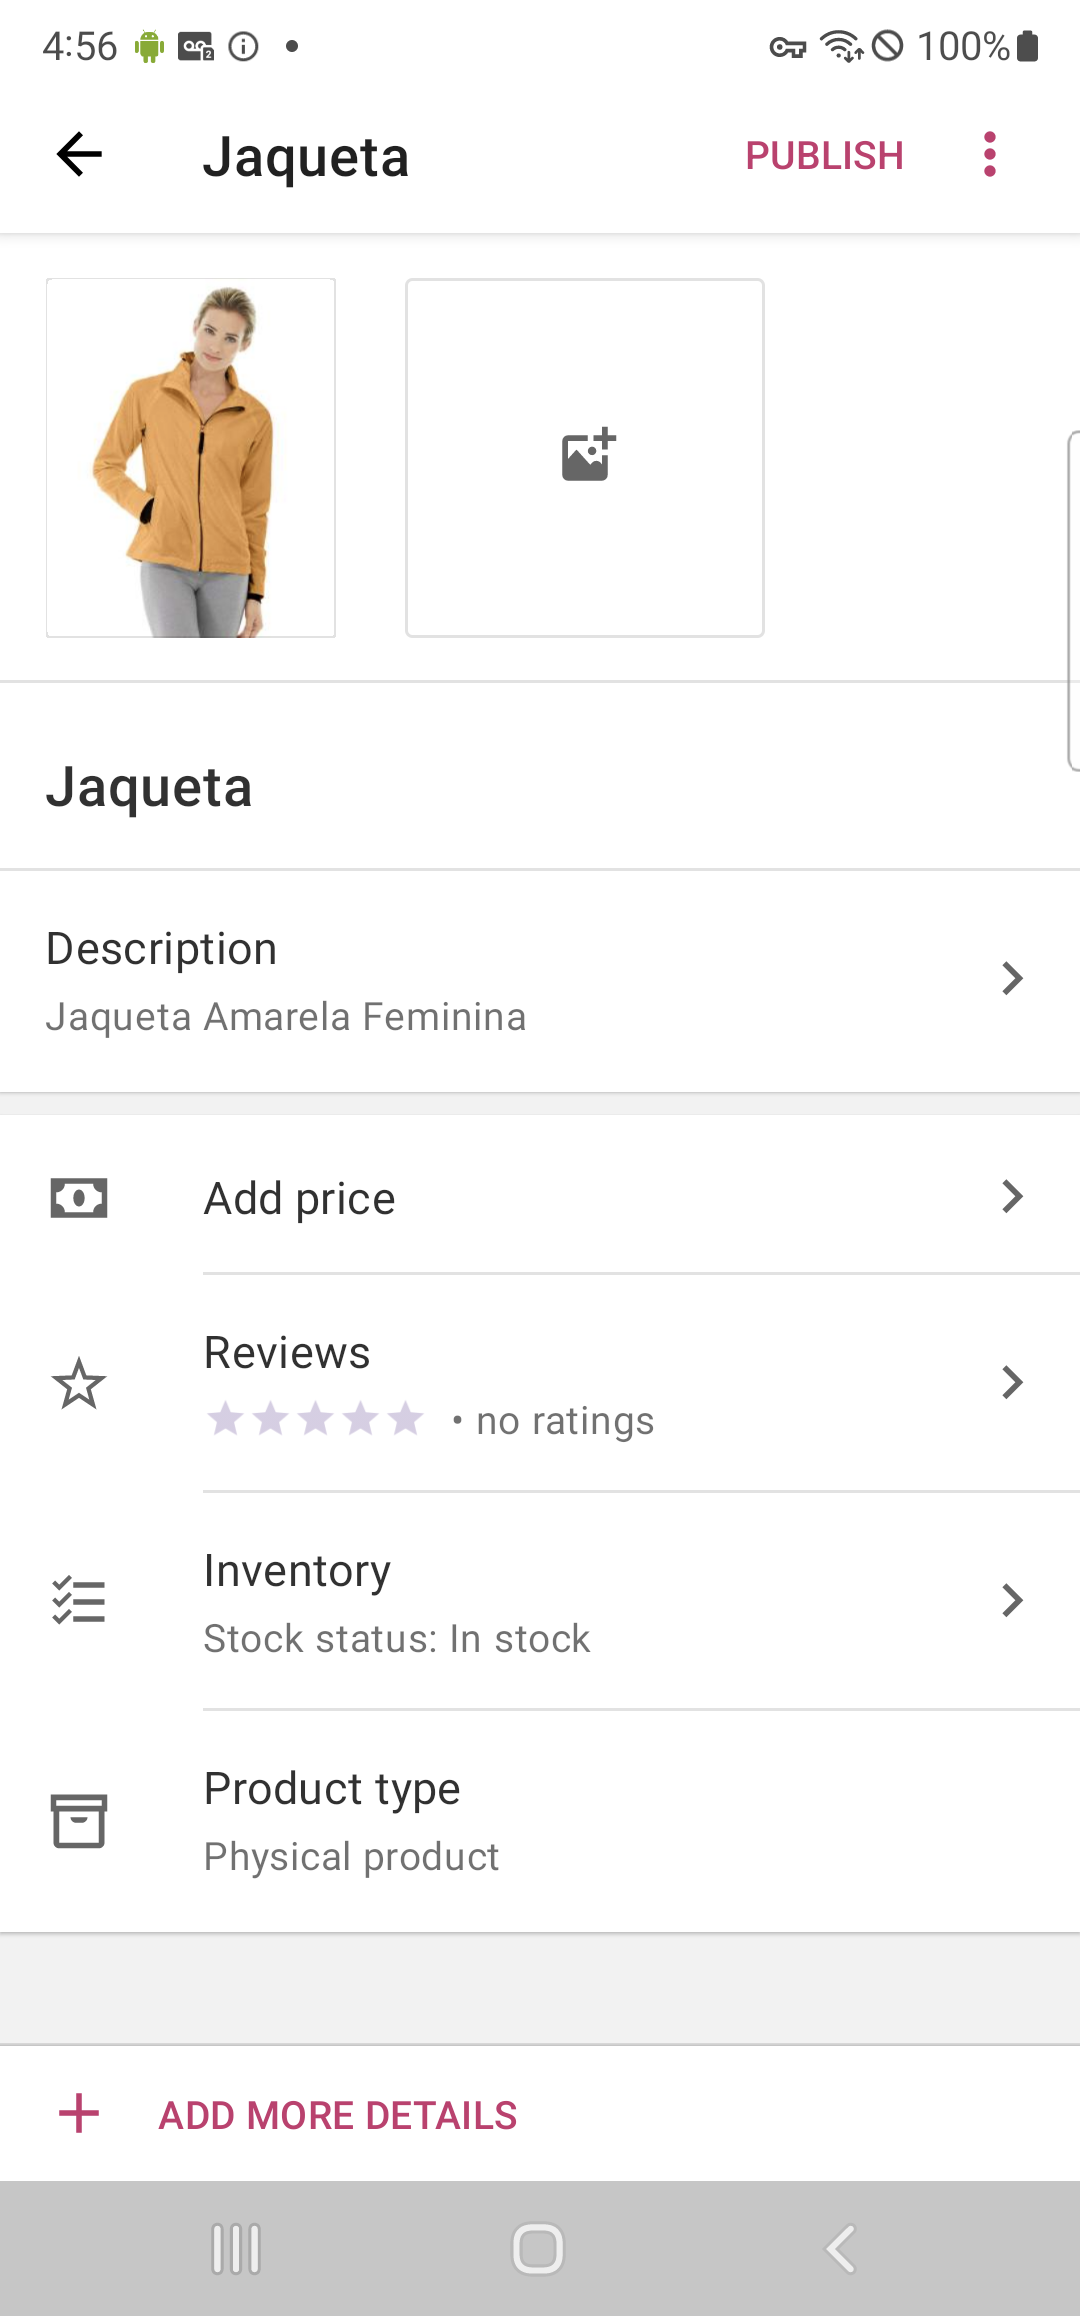 4:56
100%
Jaqueta
PUBLISH
Jaqueta
Description
Jaqueta Amarela Feminina
Add price
Reviews
• no ratings
Inventory
Stock status: In stock
Product type
Physical product
ADD MORE DETAILS